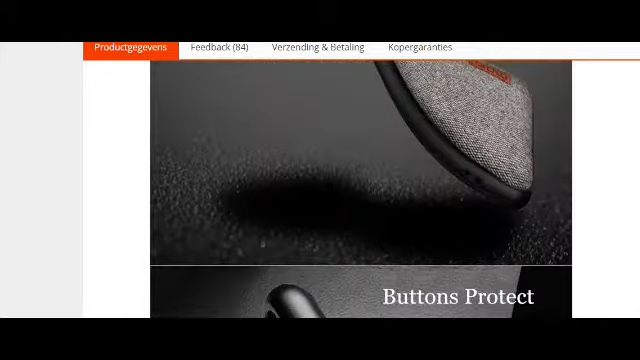 Productgegevens Feedback (84) Verzending & Betaling Kopergaranties
Buttons Protect